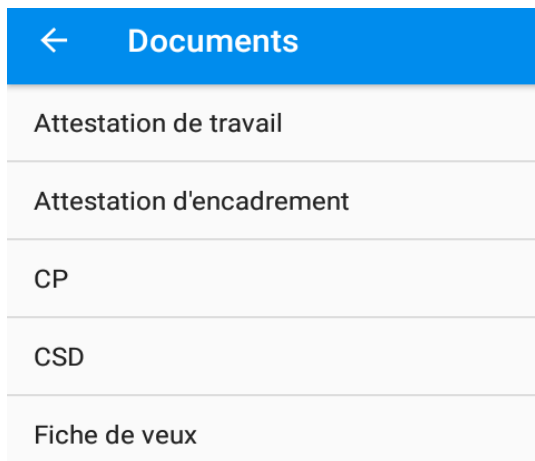 Documents
Attestation de travail
Attestation d'encadrement
CP
CSD
Fiche de veux